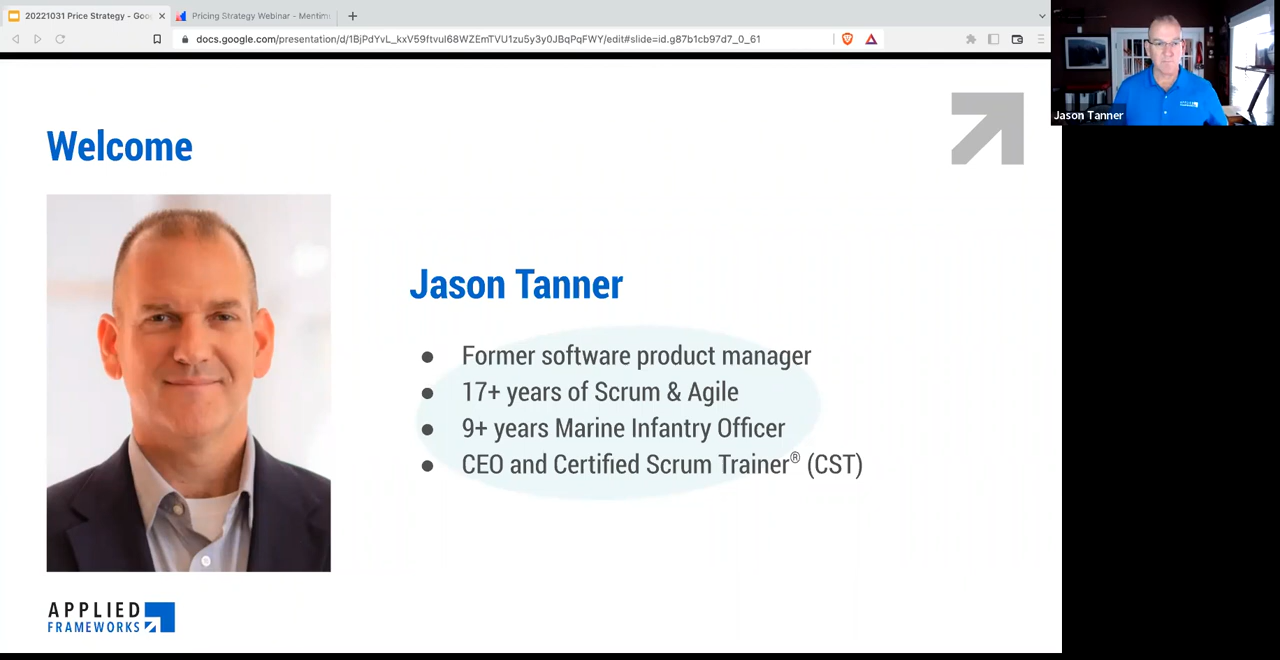 20221031 Price Strategy - Goo
Pricing Strategy Webinar - Mentime
docs.google.com/presentation/d/1BjPdYvL_kxV59ftvuI68WZEmTVU1zu5y3y0JBqPqFWY/edit#slide=id.g87b1cb97d7_0_61
Jason Tanner
Welcome
Jason Tanner
● Former software product manager
● 17+ years of Scrum & Agile
● 9+ years Marine Infantry Officer
● CEO and Certified Scrum Trainer® (CST)
APPLIED
FRAMEWORKS